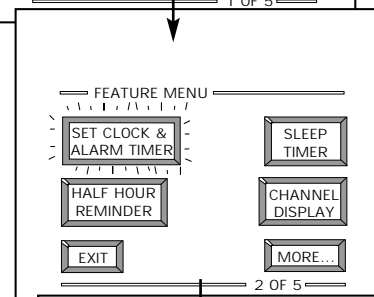 1 OF 5
FEATURE MENU
SET CLOCK &
ALARM TIMER
SLEEP
TIMER
HALF HOUR
REMINDER
CHANNEL
DISPLAY
EXIT
MORE...
2 OF 5